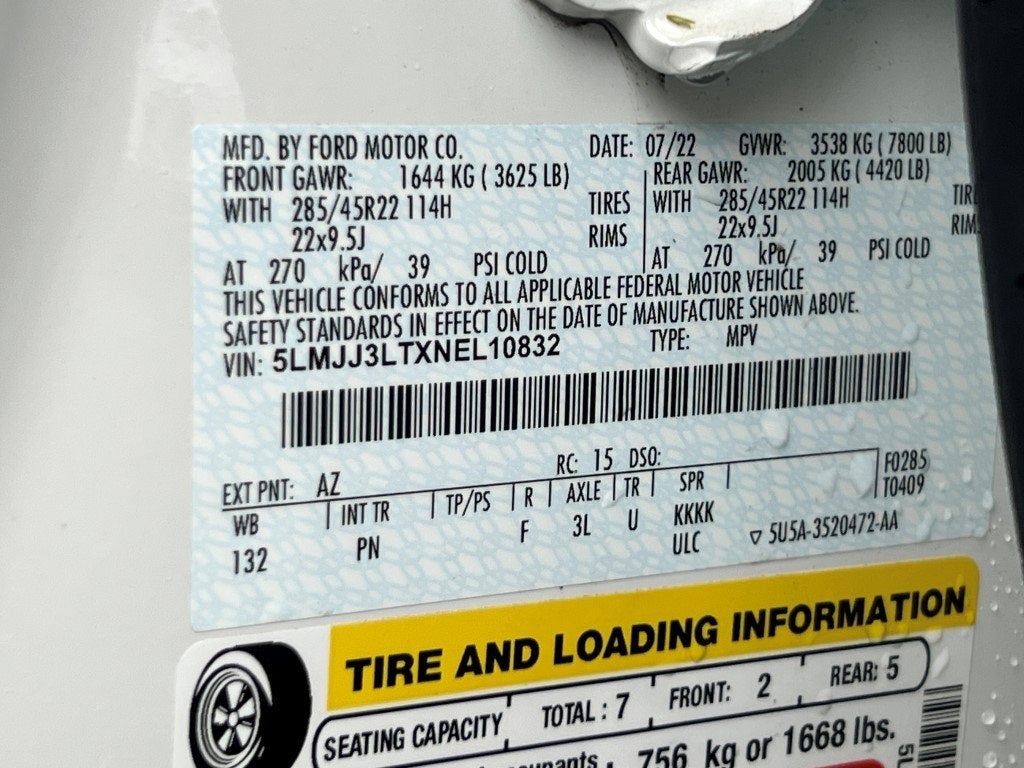 MFD. BY FORD MOTOR CO. DATE: 07/22 GVWR: 3538 KG ( 7800 LB)
FRONT GAWR: 1644 KG ( 3625 LB) REAR GAWR: 2005 KG ( 4420 LB)
WITH 285/45R22 114H TIRES WITH 285/45R22 114H
22x9.5J RIMS 22x9.5J
AT 270 kPa/ 39 PSI COLD AT 270 kPa/ 39 PSI COLD
THIS VEHICLE CONFORMS TO ALL APPLICABLE FEDERAL MOTOR VEHICLE
SAFETY STANDARDS IN EFFECT ON THE DATE OF MANUFACTURE SHOWN ABOVE.
VIN: 5LMJJ3LTXNEL10832 TYPE: MPV
EXT PNT: AZ RC: 15 DSO: F0285
T0409
WB INT TR TP/PS R AXLE TR SPR
132 PN F 3L U KKKK
ULC ▽ 5U5A-3520472-AA
TIRE AND LOADING INFORMATION
SEATING CAPACITY TOTAL : 7 FRONT: 2 REAR: 5
756 kg or 1668 lbs.